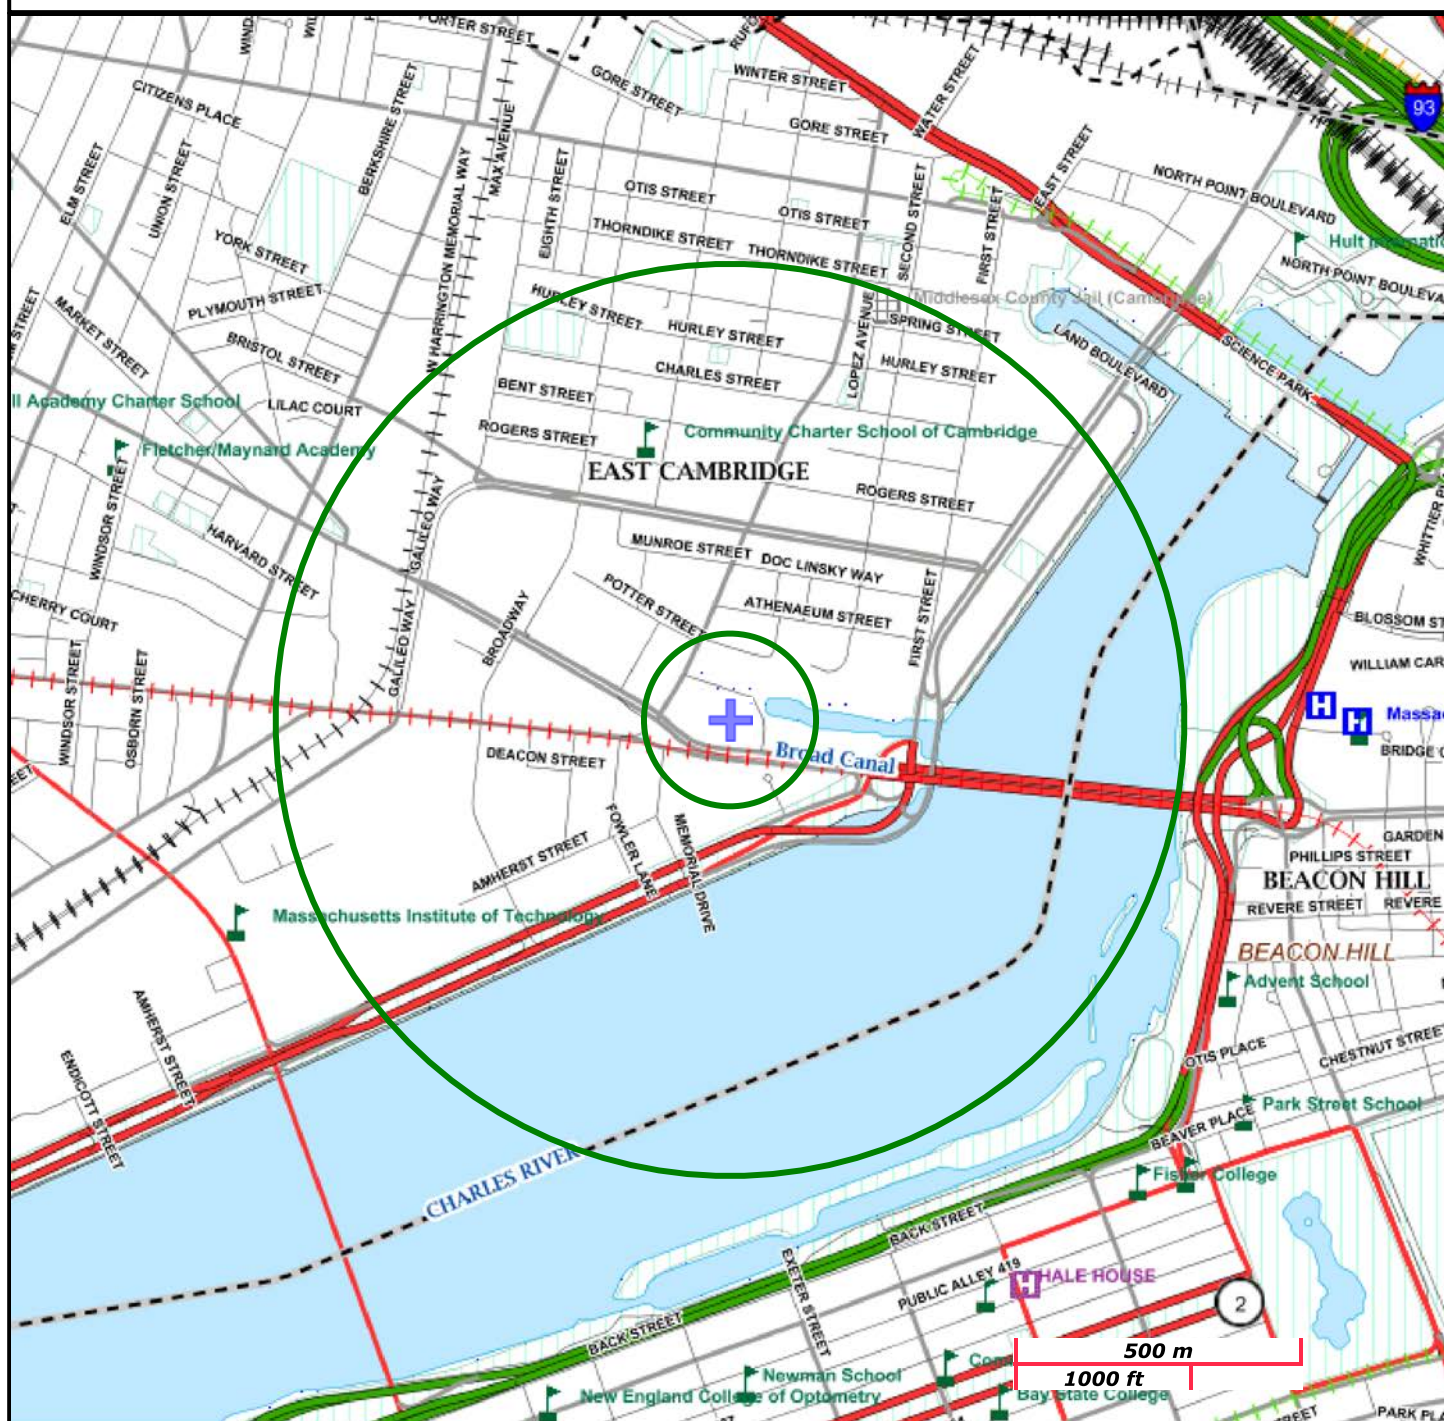 PORTER STREET
WINTER STREET
GORE STREET
WATER STREET
93
CITIZENS PLACE
BERKSHIRE STREET
MAX AVENUE
GORE STREET
EAST STREET
ELM STREET
UNION STREET
W HARRINGTON MEMORIAL WAY
EIGHTH STREET
OTIS STREET
OTIS STREET
SECOND STREET
FIRST STREET
NORTH POINT BOULEVARD
YORK STREET
THORNDIKE STREET
THORNDIKE STREET
NORTH POINT BOULEVA
PLYMOUTH STREET
HURLEY STREET
HURLEY STREET
LOPEZ AVENUE
Middlesex County Jail (Cambridge)
SPRING STREET
LAND BOULEVARD
SCIENCE PARK
MARKET STREET
BRISTOL STREET
CHARLES STREET
HURLEY STREET
BENT STREET
ll Academy Charter School
LILAC COURT
ROGERS STREET
Community Charter School of Cambridge
Fletcher/Maynard Academy
EAST CAMBRIDGE
WINDSOR STREET
GALILEO WAY
ROGERS STREET
HARVARD STREET
MUNROE STREET
DOC LINSKY WAY
CHERRY COURT
POTTER STREET
ATHENAEUM STREET
FIRST STREET
BROADWAY
BLOSSOM ST
WILLIAM CAR
WINDSOR STREET
OSBORN STREET
GALILEO WAY
H
H
Massa
DEACON STREET
Broad Canal
FOWLER LANE
MEMORIAL DRIVE
AMHERST STREET
GARDEN
PHILLIPS STREET
BEACON HILL
REVERE STREET
REVERE
Massachusetts Institute of Technology
BEACON HILL
Advent School
AMHERST STREET
ENDICOTT STREET
OTIS PLACE
CHESTNUT STREE
Park Street School
BEAVER PLACE
CHARLES RIVER
Fisher College
BACK STREET
EXETER STREET
PUBLIC ALLEY 419
H
HALE HOUSE
2
BACK STREET
500 m
1000 ft
Newman School
New England College of Optometry
Bay State College